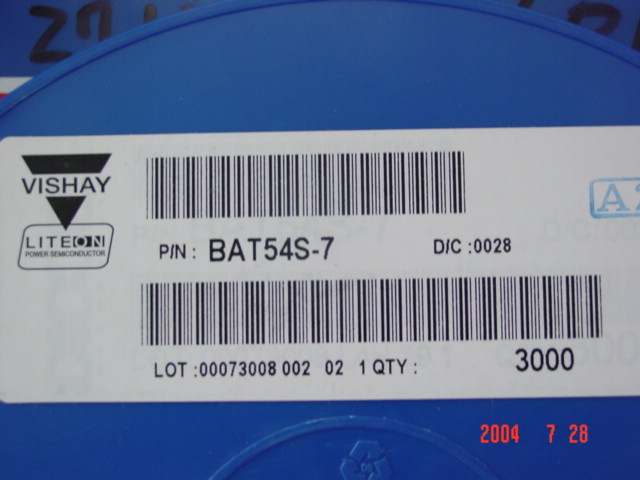 VISHAY
LITEON
POWER SEMICONDUCTOR
P/N : BAT54S-7 D/C :0028
LOT :00073008 002 02 1 QTY : 3000
2004 7 28